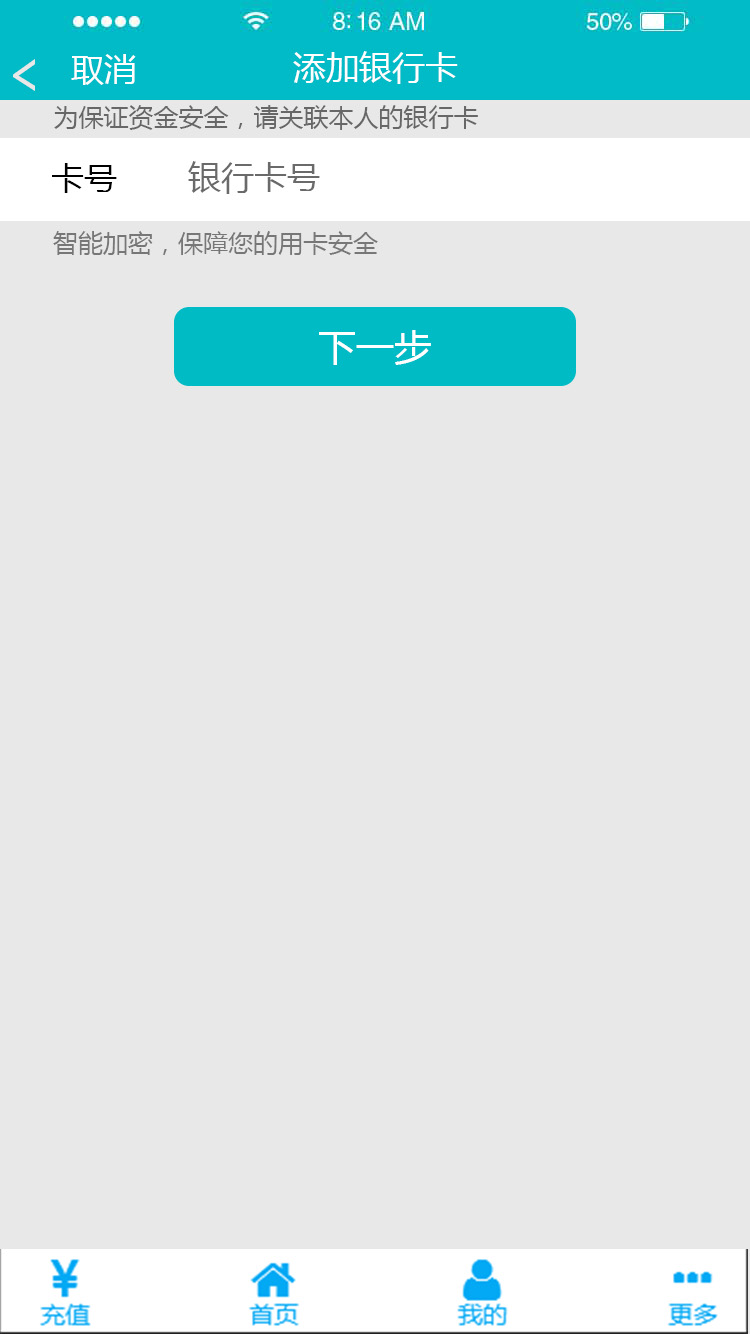 8:16 AM 50%
< 取消 添加银行卡
为保证资金安全，请关联本人的银行卡
卡号 银行卡号
智能加密，保障您的用卡安全
下一步
充值 首页 我的 更多